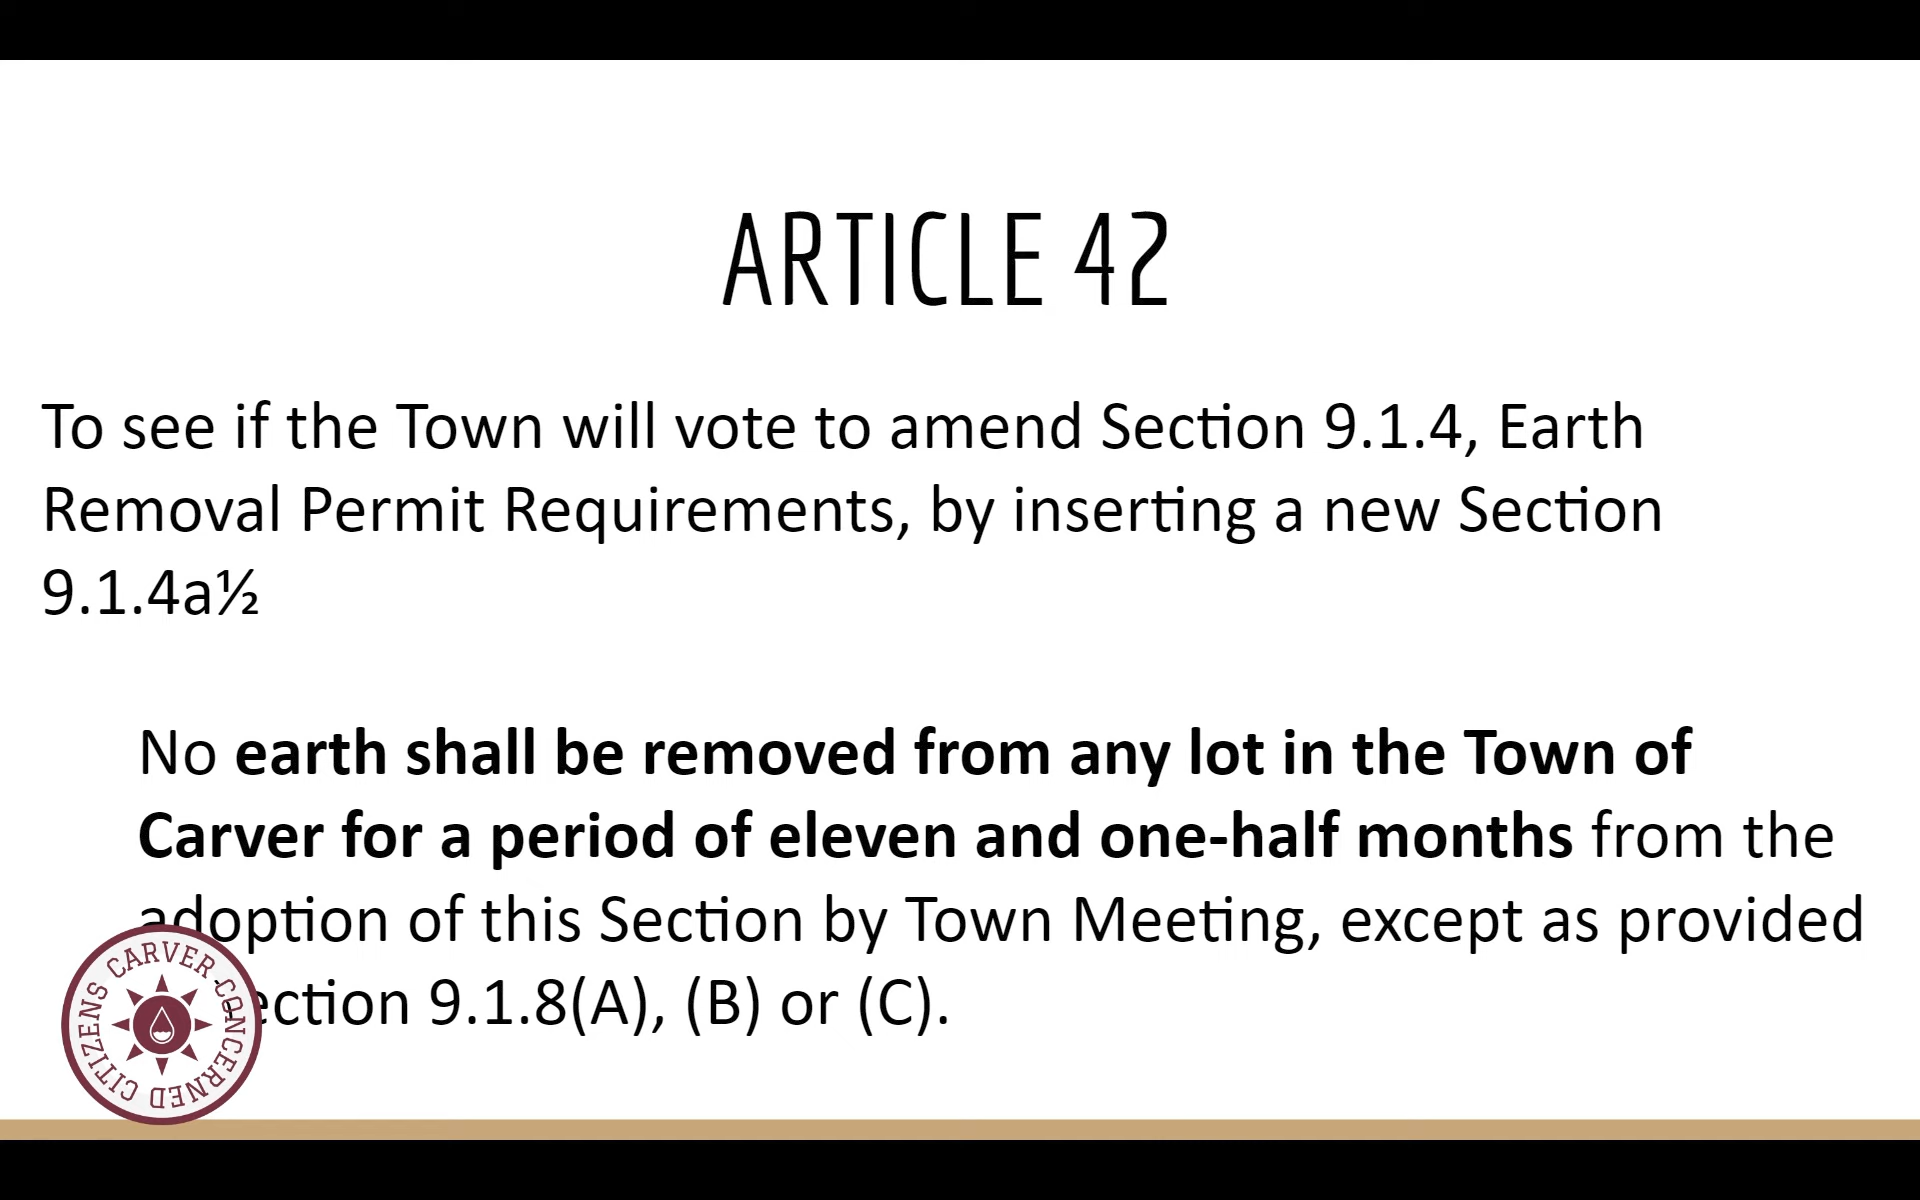 ARTICLE 42
To see if the Town will vote to amend Section 9.1.4, Earth
Removal Permit Requirements, by inserting a new Section
9.1.4a½
No earth shall be removed from any lot in the Town of
Carver for a period of eleven and one-half months from the
adoption of this Section by Town Meeting, except as provided
Section 9.1.8(A), (B) or (C).
CARVER CONCERNED CITIZENS